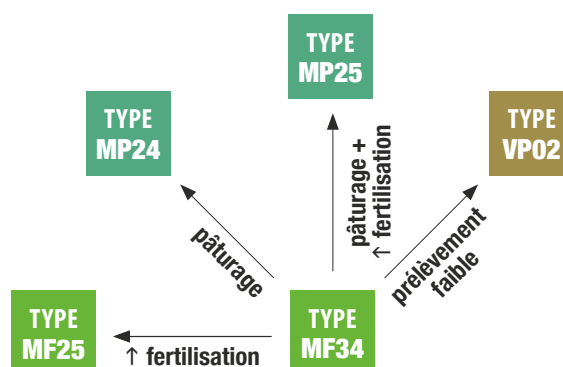 TYPE
MP25
TYPE
MP24
TYPE
VP02
pâturage +
↑ fertilisation
pâturage
prélèvement
faible
TYPE
MF25
↑ fertilisation
TYPE
MF34